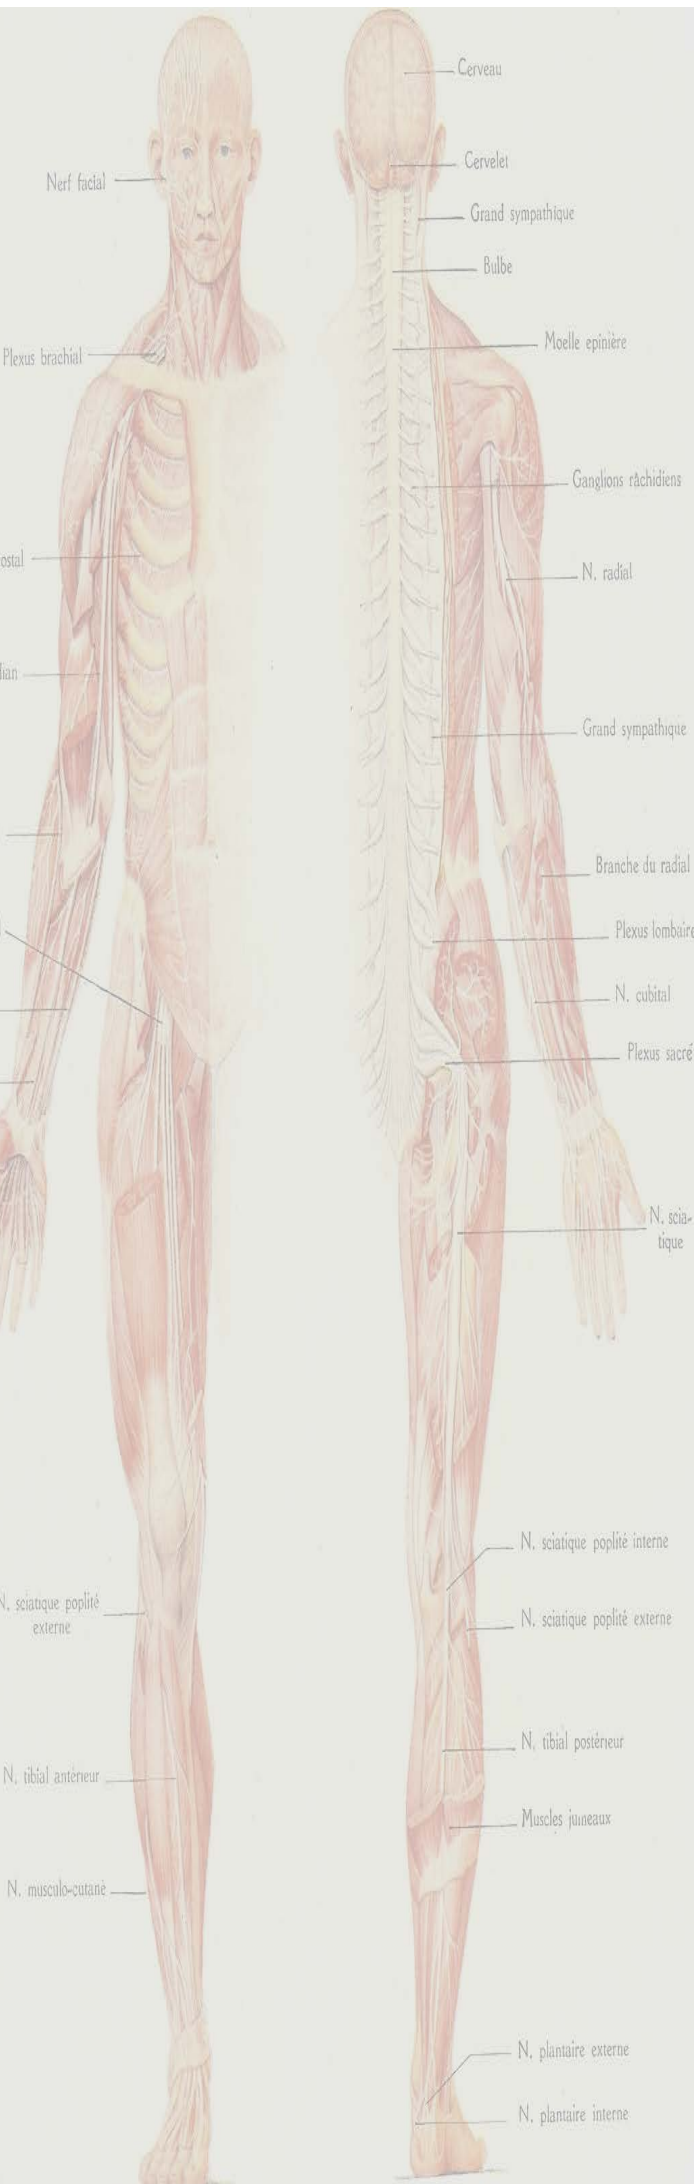 Cerveau
Cervelet
Nerf facial
Grand sympathique
Bulbe
Moelle epinière
Plexus brachial
Ganglions râchidiens
ostal
N. radial
Grand sympathique
Branche du radial
Plexus lombaire
N. cubital
Plexus sacré
N. scia-
tique
N. sciatique poplité interne
N. sciatique poplité
externe
N. sciatique poplité externe
N. tibial postérieur
N. tibial antérieur
Muscles jumeaux
N. musculo-cutané
N. plantaire externe
N. plantaire interne